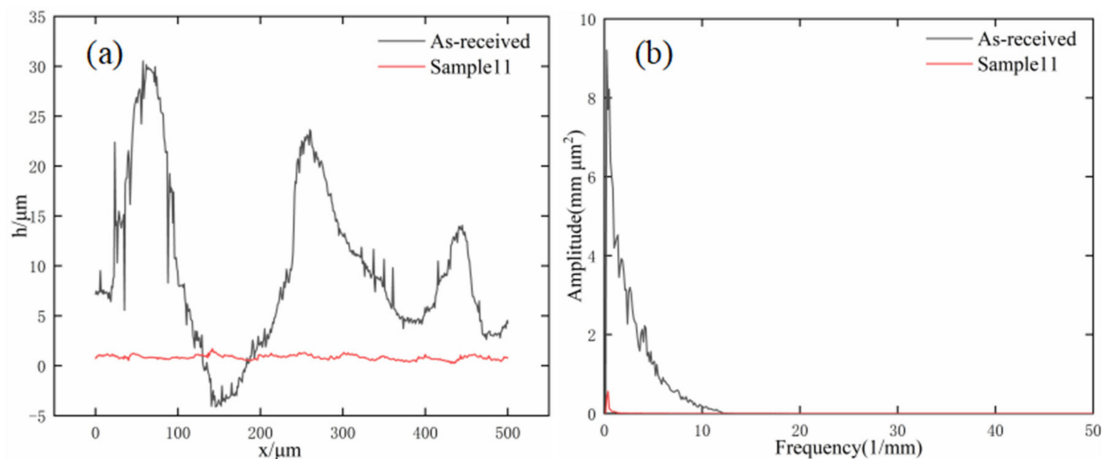 (a)
As-received
Sample11
h/μm
35
30
25
20
15
10
5
0
-5
0
100
200
300
400
500
x/μm
(b)
As-received
Sample11
Amplitude(mm μm²)
10
8
6
4
2
0
0
10
20
30
40
50
Frequency(1/mm)